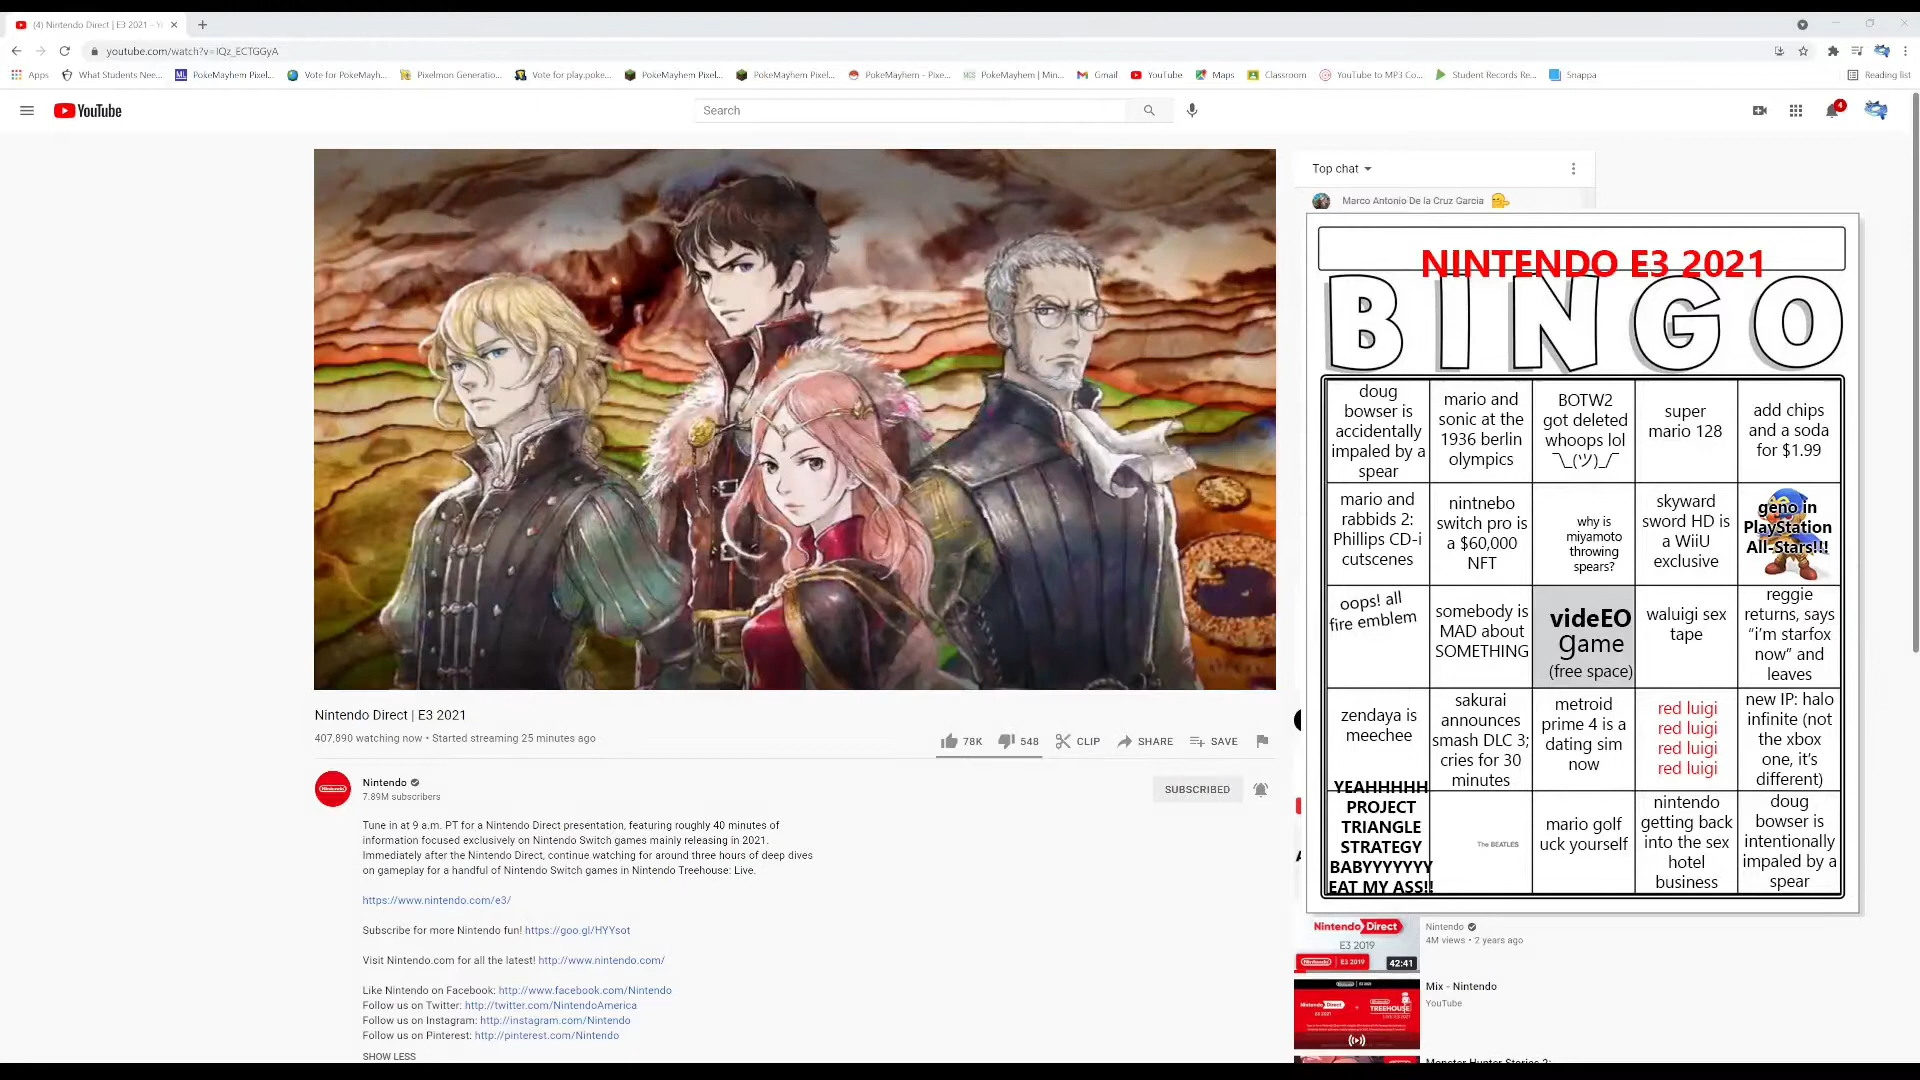 (4) Nintendo Direct | E3 2021 - Y
youtube.com/watch?v=IQz_ECTGGyA
Apps
What Students Nee...
PokeMayhem Pixel...
Vote for PokeMayh...
Pixelmon Generatio...
Vote for play.poke...
PokeMayhem Pixel...
PokeMayhem Pixel...
PokeMayhem - Pixe...
PokeMayhem | Min...
Gmail
YouTube
Maps
Classroom
YouTube to MP3 Co...
Student Records Re...
Snappa
Reading list
YouTube
Search
4
Top chat
Marco Antonio De la Cruz Garcia
NINTENDO E3 2021
BINGO
doug
bowser is
accidentally
impaled by a
spear
mario and
sonic at the
1936 berlin
olympics
BOTW2
got deleted
whoops lol
¯\_(ツ)_/¯
super
mario 128
add chips
and a soda
for $1.99
mario and
rabbids 2:
Phillips CD-i
cutscenes
nintnebo
switch pro is
a $60,000
NFT
why is
miyamoto
throwing
spears?
skyward
sword HD is
a WiiU
exclusive
geno in
PlayStation
All-Stars!!!
oops! all
fire emblem
somebody is
MAD about
SOMETHING
videEO
game
(free space)
waluigi sex
tape
reggie
returns, says
“i’m starfox
now” and
leaves
zendaya is
meechee
sakurai
announces
smash DLC 3;
cries for 30
minutes
metroid
prime 4 is a
dating sim
now
red luigi
red luigi
red luigi
red luigi
new IP: halo
infinite (not
the xbox
one, it’s
different)
YEAHHHHH
PROJECT
TRIANGLE
STRATEGY
BABYYYYYYY
EAT MY ASS!!
The BEATLES
mario golf
uck yourself
nintendo
getting back
into the sex
hotel
business
doug
bowser is
intentionally
impaled by a
spear
Nintendo Direct | E3 2021
407,890 watching now • Started streaming 25 minutes ago
78K
548
CLIP
SHARE
SAVE
Nintendo
7.89M subscribers
SUBSCRIBED
Tune in at 9 a.m. PT for a Nintendo Direct presentation, featuring roughly 40 minutes of
information focused exclusively on Nintendo Switch games mainly releasing in 2021.
Immediately after the Nintendo Direct, continue watching for around three hours of deep dives
on gameplay for a handful of Nintendo Switch games in Nintendo Treehouse: Live.
https://www.nintendo.com/e3/
Subscribe for more Nintendo fun! https://goo.gl/HYYsot
Visit Nintendo.com for all the latest! http://www.nintendo.com/
Like Nintendo on Facebook: http://www.facebook.com/Nintendo
Follow us on Twitter: http://twitter.com/NintendoAmerica
Follow us on Instagram: http://instagram.com/Nintendo
Follow us on Pinterest: http://pinterest.com/Nintendo
SHOW LESS
Nintendo Direct
E3 2019
Nintendo E3 2019
42:41
Nintendo
4M views • 2 years ago
Mix - Nintendo
YouTube
Nintendo Direct
TREEHOUSE
Monster Hunter Stories 2: